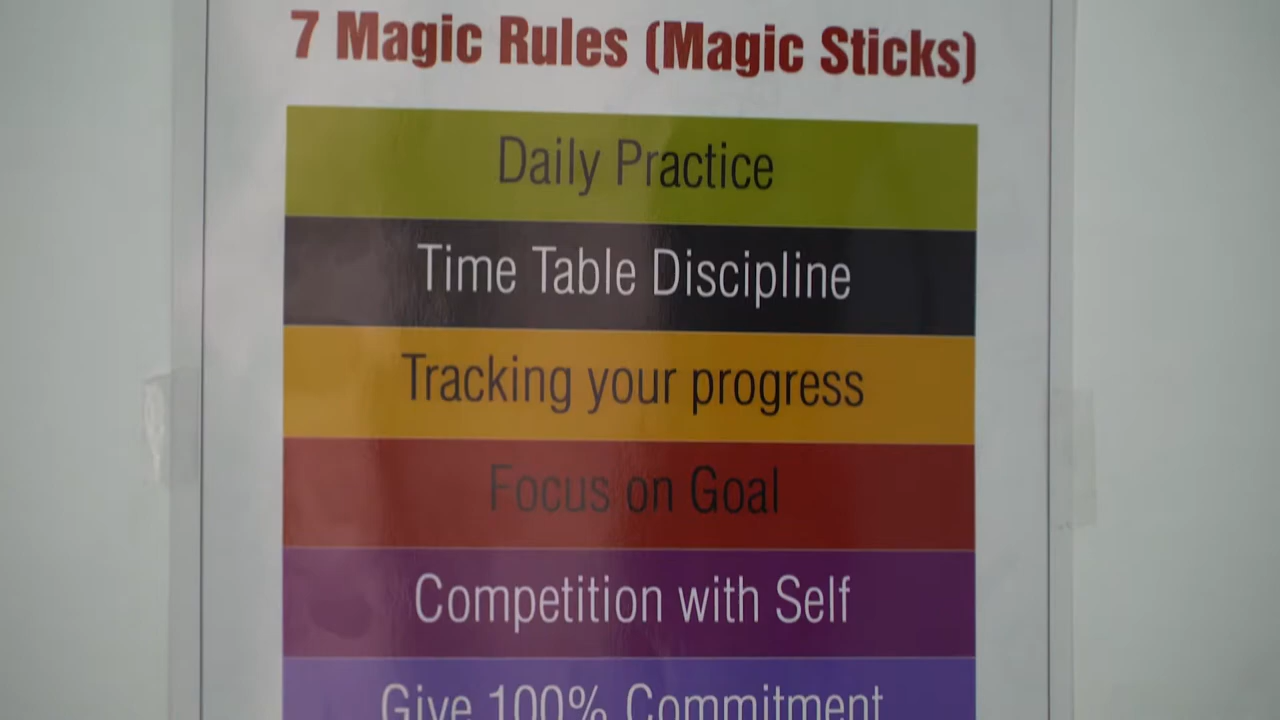 7 Magic Rules (Magic Sticks)
Daily Practice
Time Table Discipline
Tracking your progress
Focus on Goal
Competition with Self
Give 100% Commitment